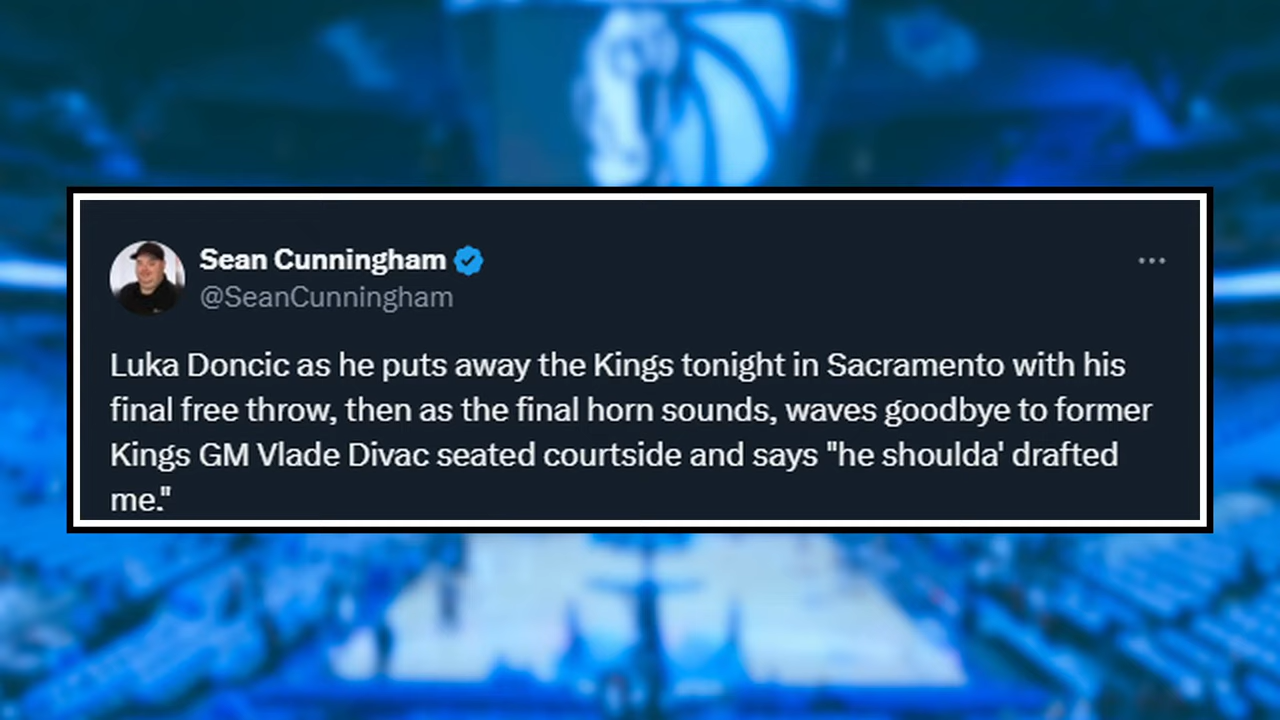 Sean Cunningham
@SeanCunningham
Luka Doncic as he puts away the Kings tonight in Sacramento with his
final free throw, then as the final horn sounds, waves goodbye to former
Kings GM Vlade Divac seated courtside and says "he shoulda' drafted
me."